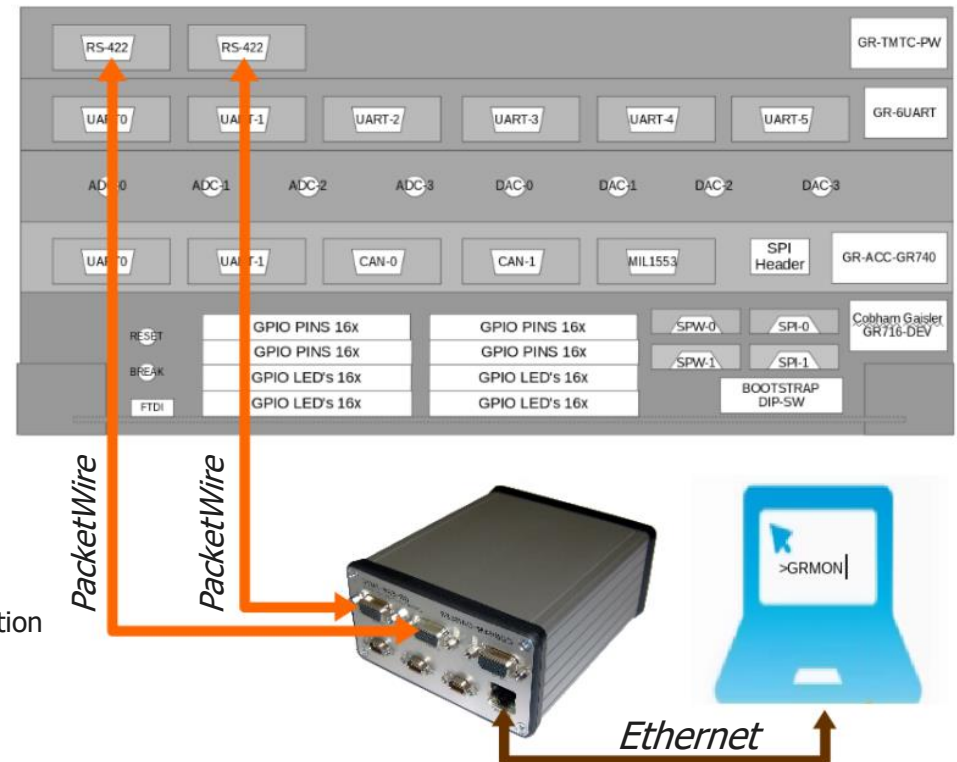 RS-422
RS-422
GR-TMTC-PW
UART0
UART-1
UART-2
UART-3
UART-4
UART-5
GR-6UART
ADC-0
ADC-1
ADC-2
ADC-3
DAC-0
DAC-1
DAC-2
DAC-3
UART0
UART-1
CAN-0
CAN-1
MIL1553
SPI
Header
GR-ACC-GR740
RESET
BREAK
FTDI
GPIO PINS 16x
GPIO PINS 16x
GPIO PINS 16x
GPIO PINS 16x
GPIO LED's 16x
GPIO LED's 16x
GPIO LED's 16x
GPIO LED's 16x
SPW-0
SPI-0
SPW-1
SPI-1
BOOTSTRAP
DIP-SW
Cobham Gaisler
GR716-DEV
PacketWire
PacketWire
tion
>GRMON
Ethernet